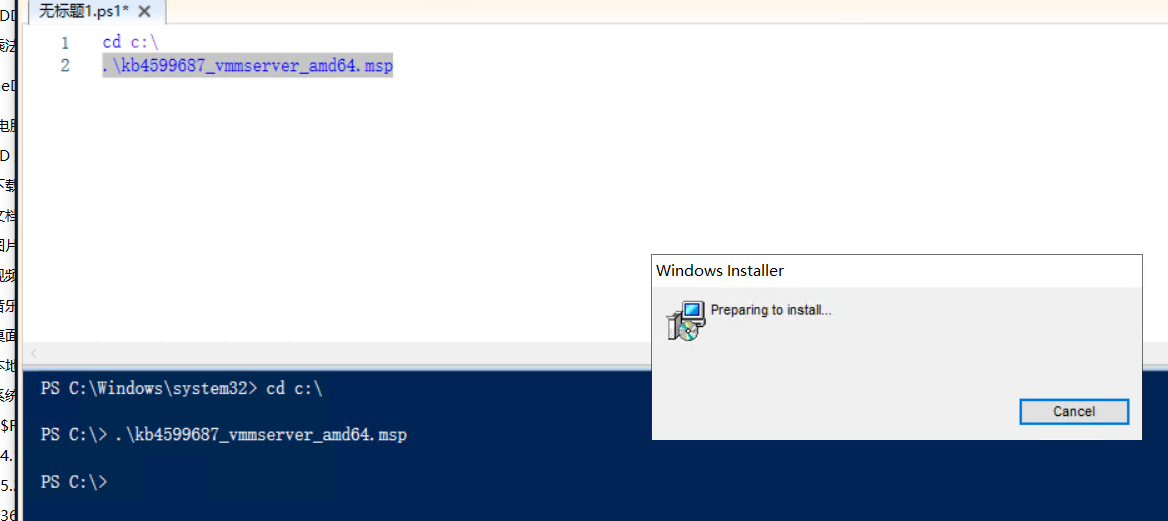 无标题1.ps1*
1 cd c:\
2 .\kb4599687_vmmserver_amd64.msp
Windows Installer
Preparing to install...
Cancel
PS C:\Windows\system32> cd c:\
PS C:\> .\kb4599687_vmmserver_amd64.msp
PS C:\>